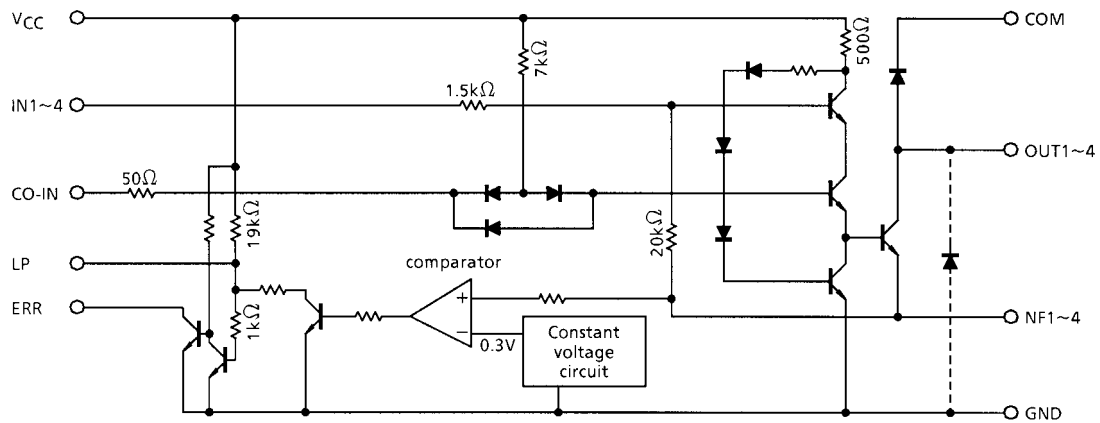 VCC
COM
500Ω
7kΩ
IN1~4
1.5kΩ
OUT1~4
CO-IN
50Ω
19kΩ
20kΩ
LP
comparator
ERR
1kΩ
+
−
0.3V
Constant
voltage
circuit
NF1~4
GND